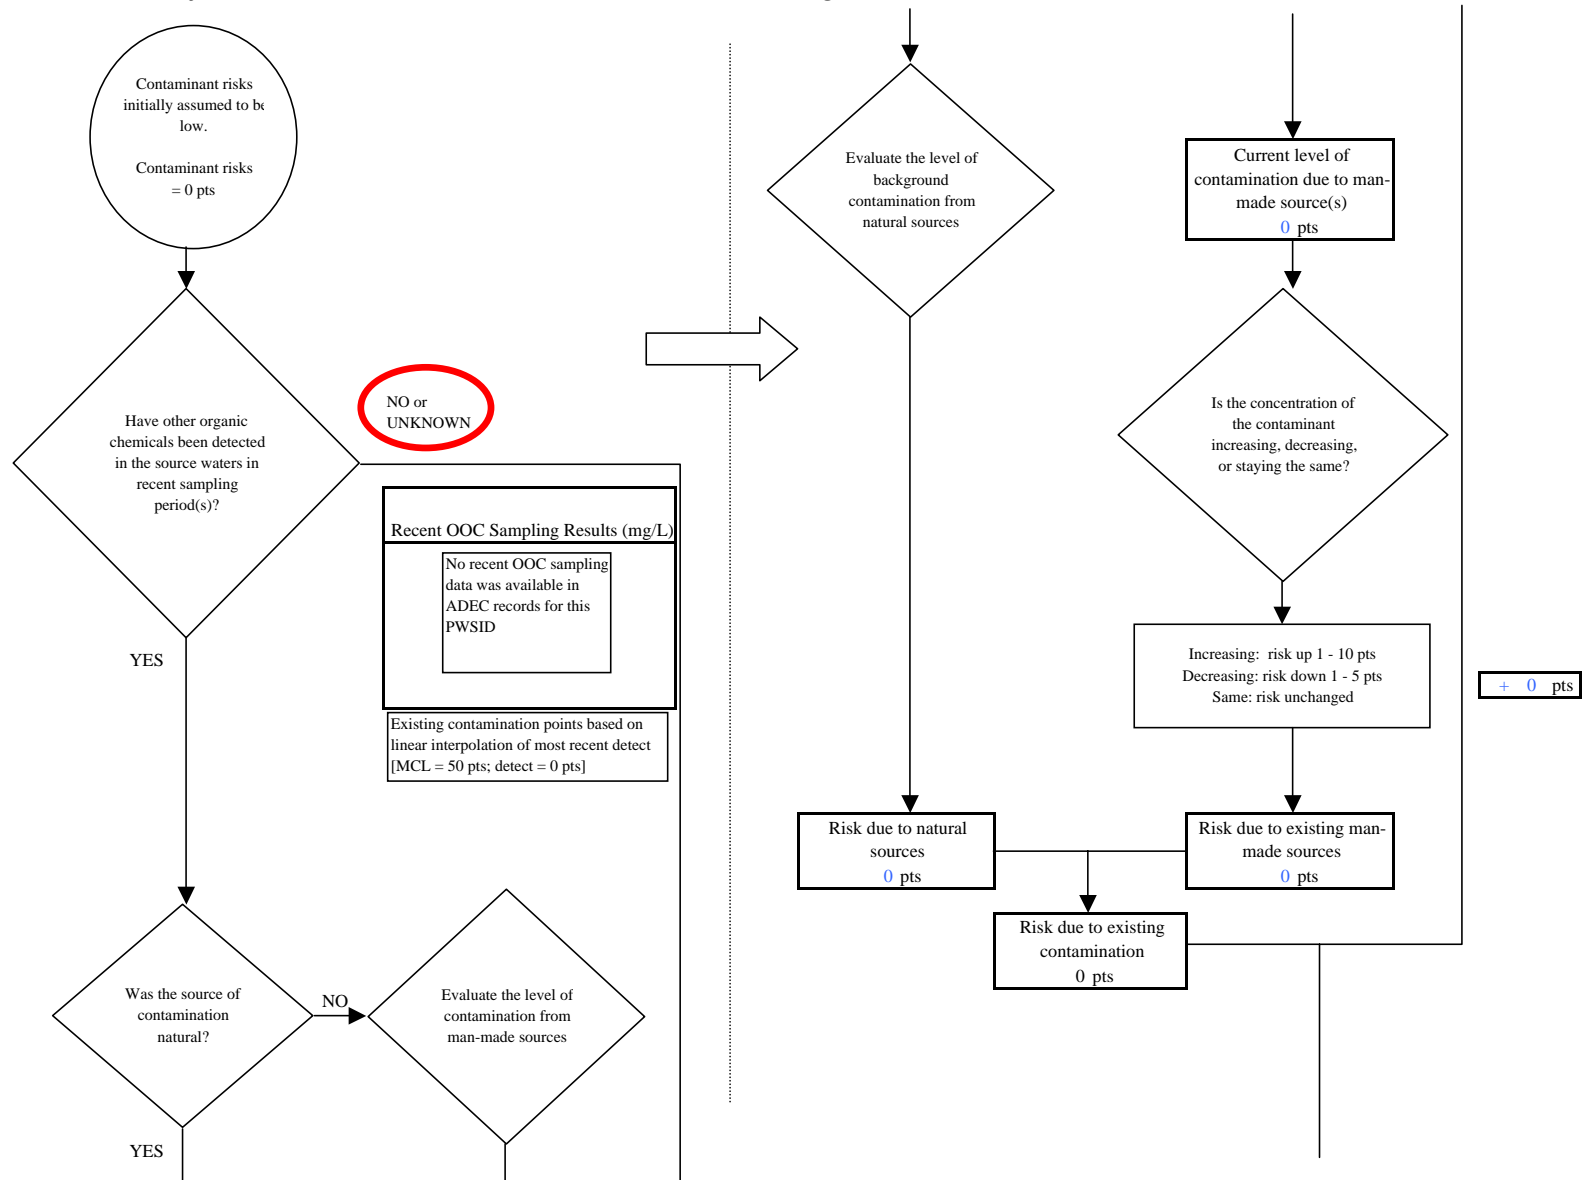 Contaminant risks
initially assumed to be
low.
Contaminant risks
= 0 pts
Have other organic
chemicals been detected
in the source waters in
recent sampling
period(s)?
NO or
UNKNOWN
Recent OOC Sampling Results (mg/L)
No recent OOC sampling
data was available in
ADEC records for this
PWSID
Existing contamination points based on
linear interpolation of most recent detect
[MCL = 50 pts; detect = 0 pts]
YES
Was the source of
contamination
natural?
NO
Evaluate the level of
contamination from
man-made sources
YES
Evaluate the level of
background
contamination from
natural sources
Current level of
contamination due to man-
made source(s)
0 pts
Is the concentration of
the contaminant
increasing, decreasing,
or staying the same?
Increasing: risk up 1 - 10 pts
Decreasing: risk down 1 - 5 pts
Same: risk unchanged
+ 0 pts
Risk due to natural
sources
0 pts
Risk due to existing man-
made sources
0 pts
Risk due to existing
contamination
0 pts